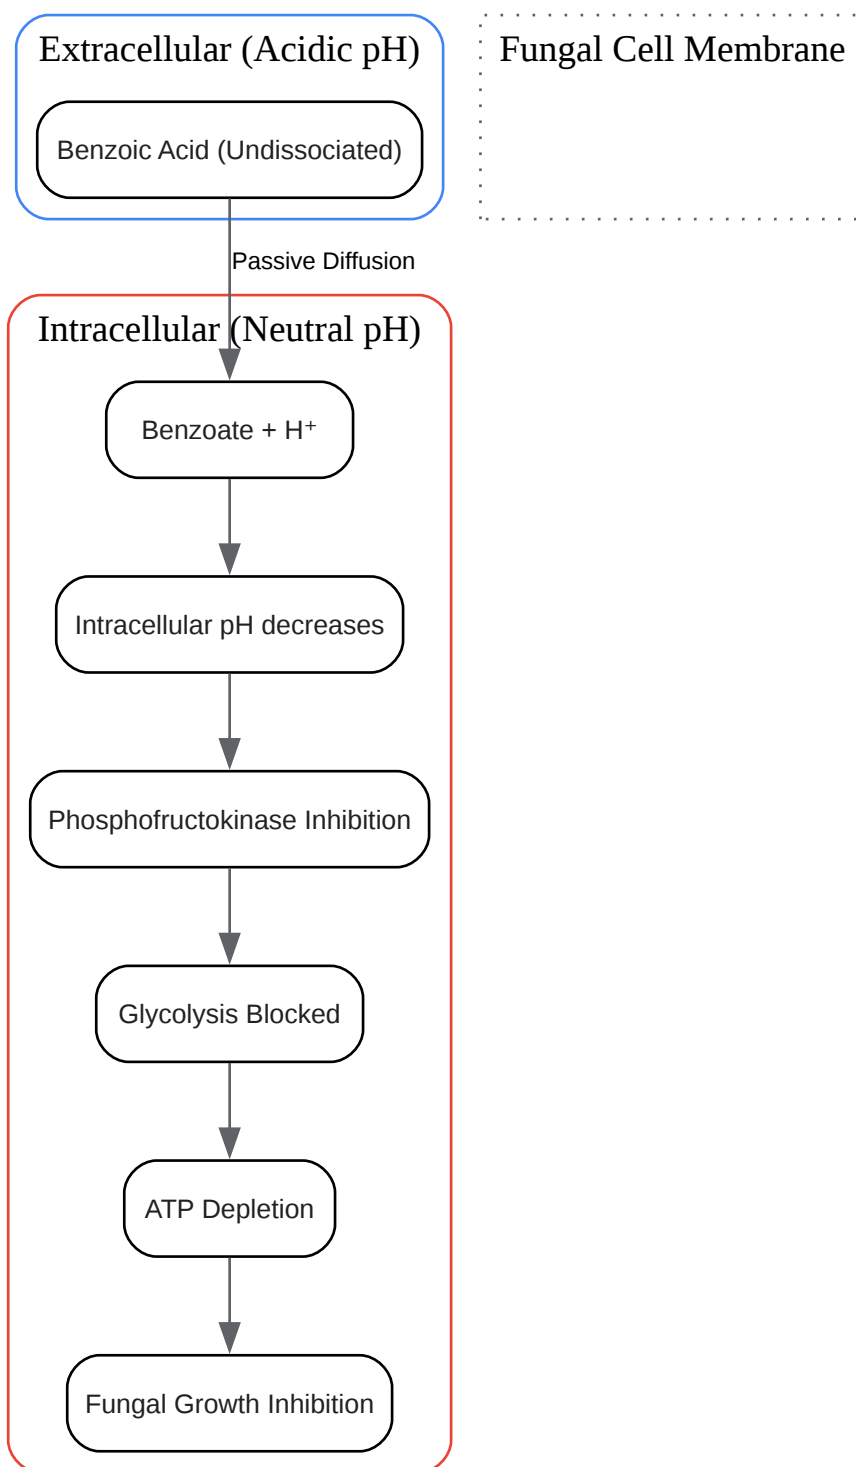 Extracellular (Acidic pH)
Fungal Cell Membrane
Benzoic Acid (Undissociated)
Passive Diffusion
Intracellular (Neutral pH)
Benzoate + H⁺
Intracellular pH decreases
Phosphofructokinase Inhibition
Glycolysis Blocked
ATP Depletion
Fungal Growth Inhibition